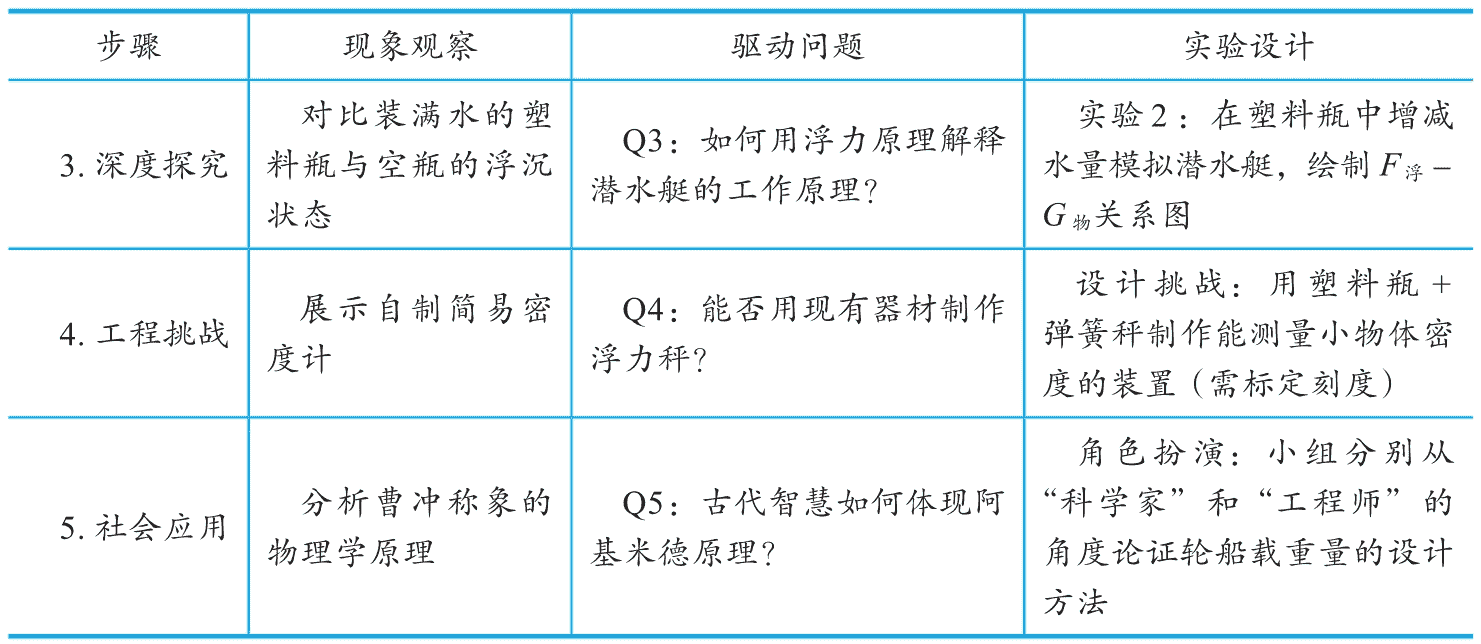 步骤 现象观察 驱动问题 实验设计
3. 深度探究
对比装满水的塑
料瓶与空瓶的浮沉
状态
Q3：如何用浮力原理解释
潜水艇的工作原理？
实验2：在塑料瓶中增减
水量模拟潜水艇，绘制F浮–
G物关系图
4. 工程挑战
展示自制简易密
度计
Q4：能否用现有器材制作
浮力秤？
设计挑战：用塑料瓶+
弹簧秤制作能测量小物体密
度的装置（需标定刻度）
5. 社会应用
分析曹冲称象的
物理学原理
Q5：古代智慧如何体现阿
基米德原理？
角色扮演：小组分别从
“科学家”和“工程师”的
角度论证轮船载重量的设计
方法